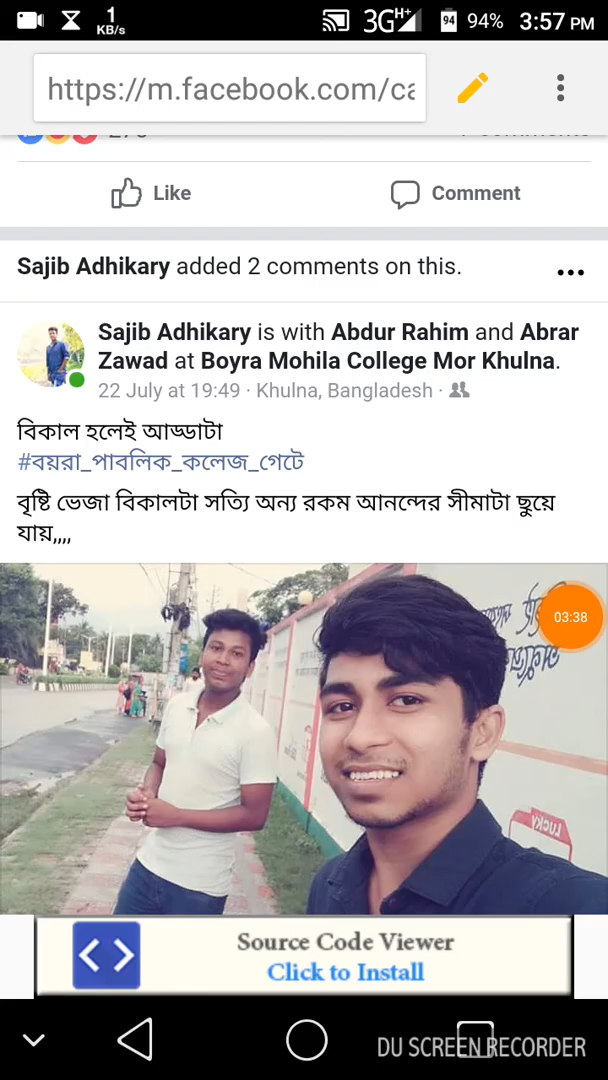 1
KB/s
3G H+
94
94%
3:57 PM
https://m.facebook.com/ca
Like
Comment
Sajib Adhikary added 2 comments on this.
Sajib Adhikary is with Abdur Rahim and Abrar
Zawad at Boyra Mohila College Mor Khulna.
22 July at 19:49 · Khulna, Bangladesh ·
বিকাল হলেই আড্ডাটা
#বয়রা_পাবলিক_কলেজ_গেটে
বৃষ্টি ভেজা বিকালটা সত্যি অন্য রকম আনন্দের সীমাটা ছুয়ে
যায়,,,,
03:38
LUCKY
Source Code Viewer
Click to Install
DU SCREEN RECORDER